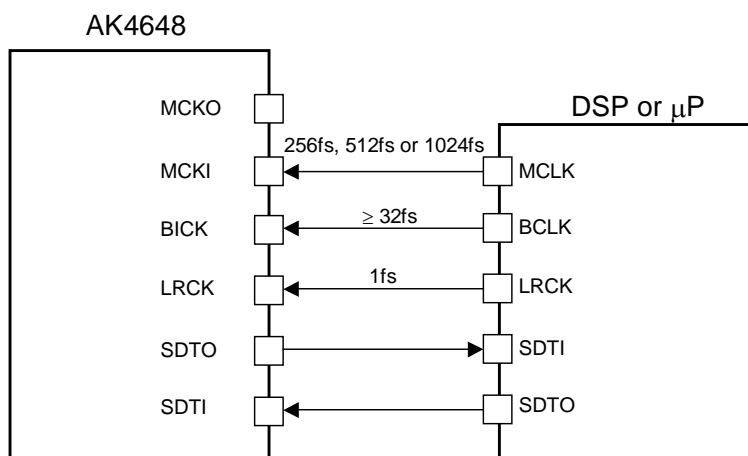 AK4648
DSP or μP
MCKO
256fs, 512fs or 1024fs
MCKI
MCLK
≥ 32fs
BICK
BCLK
1fs
LRCK
LRCK
SDTO
SDTI
SDTI
SDTO